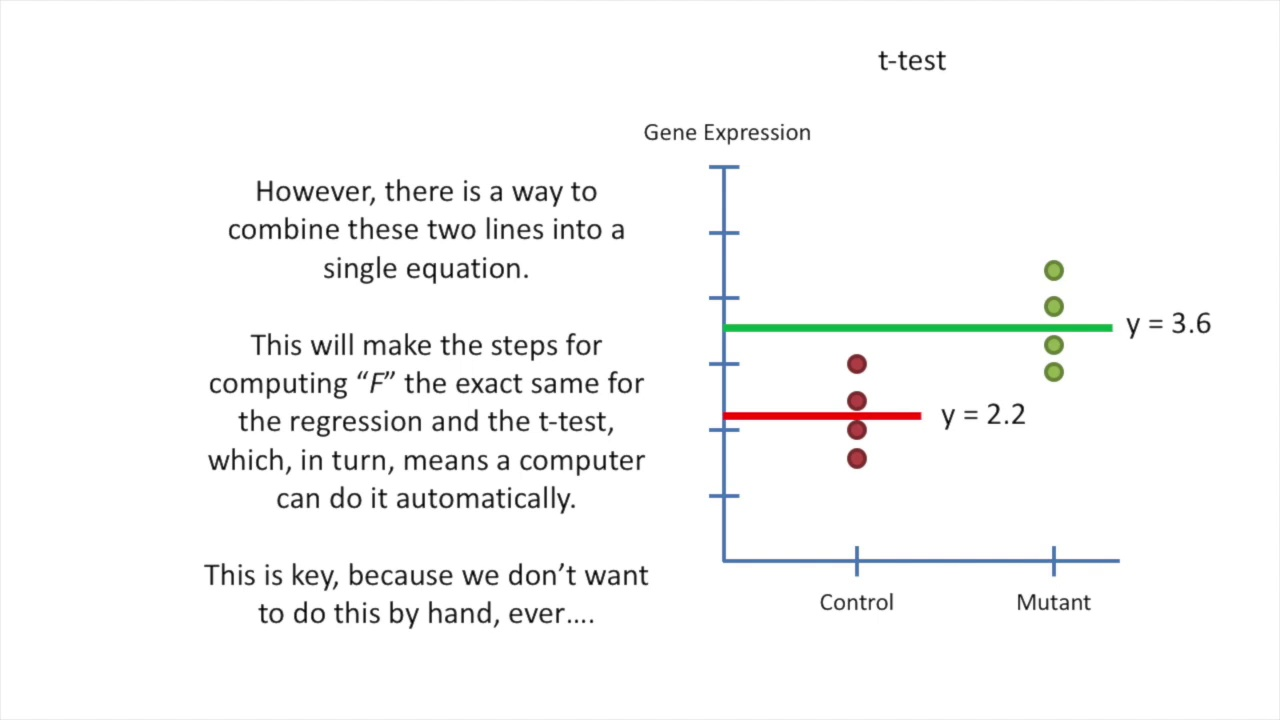 t-test
Gene Expression
However, there is a way to
combine these two lines into a
single equation.
This will make the steps for
computing “F” the exact same for
the regression and the t-test,
which, in turn, means a computer
can do it automatically.
This is key, because we don’t want
to do this by hand, ever….
y = 3.6
y = 2.2
Control
Mutant